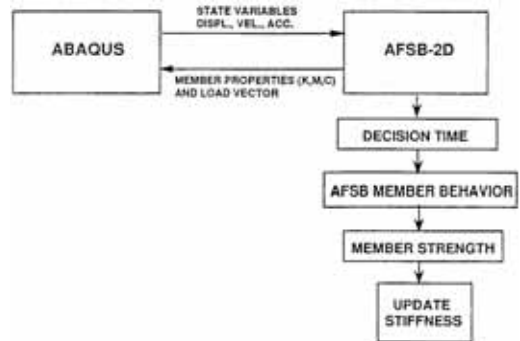 STATE VARIABLES
DISPL., VEL., ACC.
ABAQUS
AFSB-2D
MEMBER PROPERTIES (K,M,C)
AND LOAD VECTOR
DECISION TIME
AFSB MEMBER BEHAVIOR
MEMBER STRENGTH
UPDATE
STIFFNESS